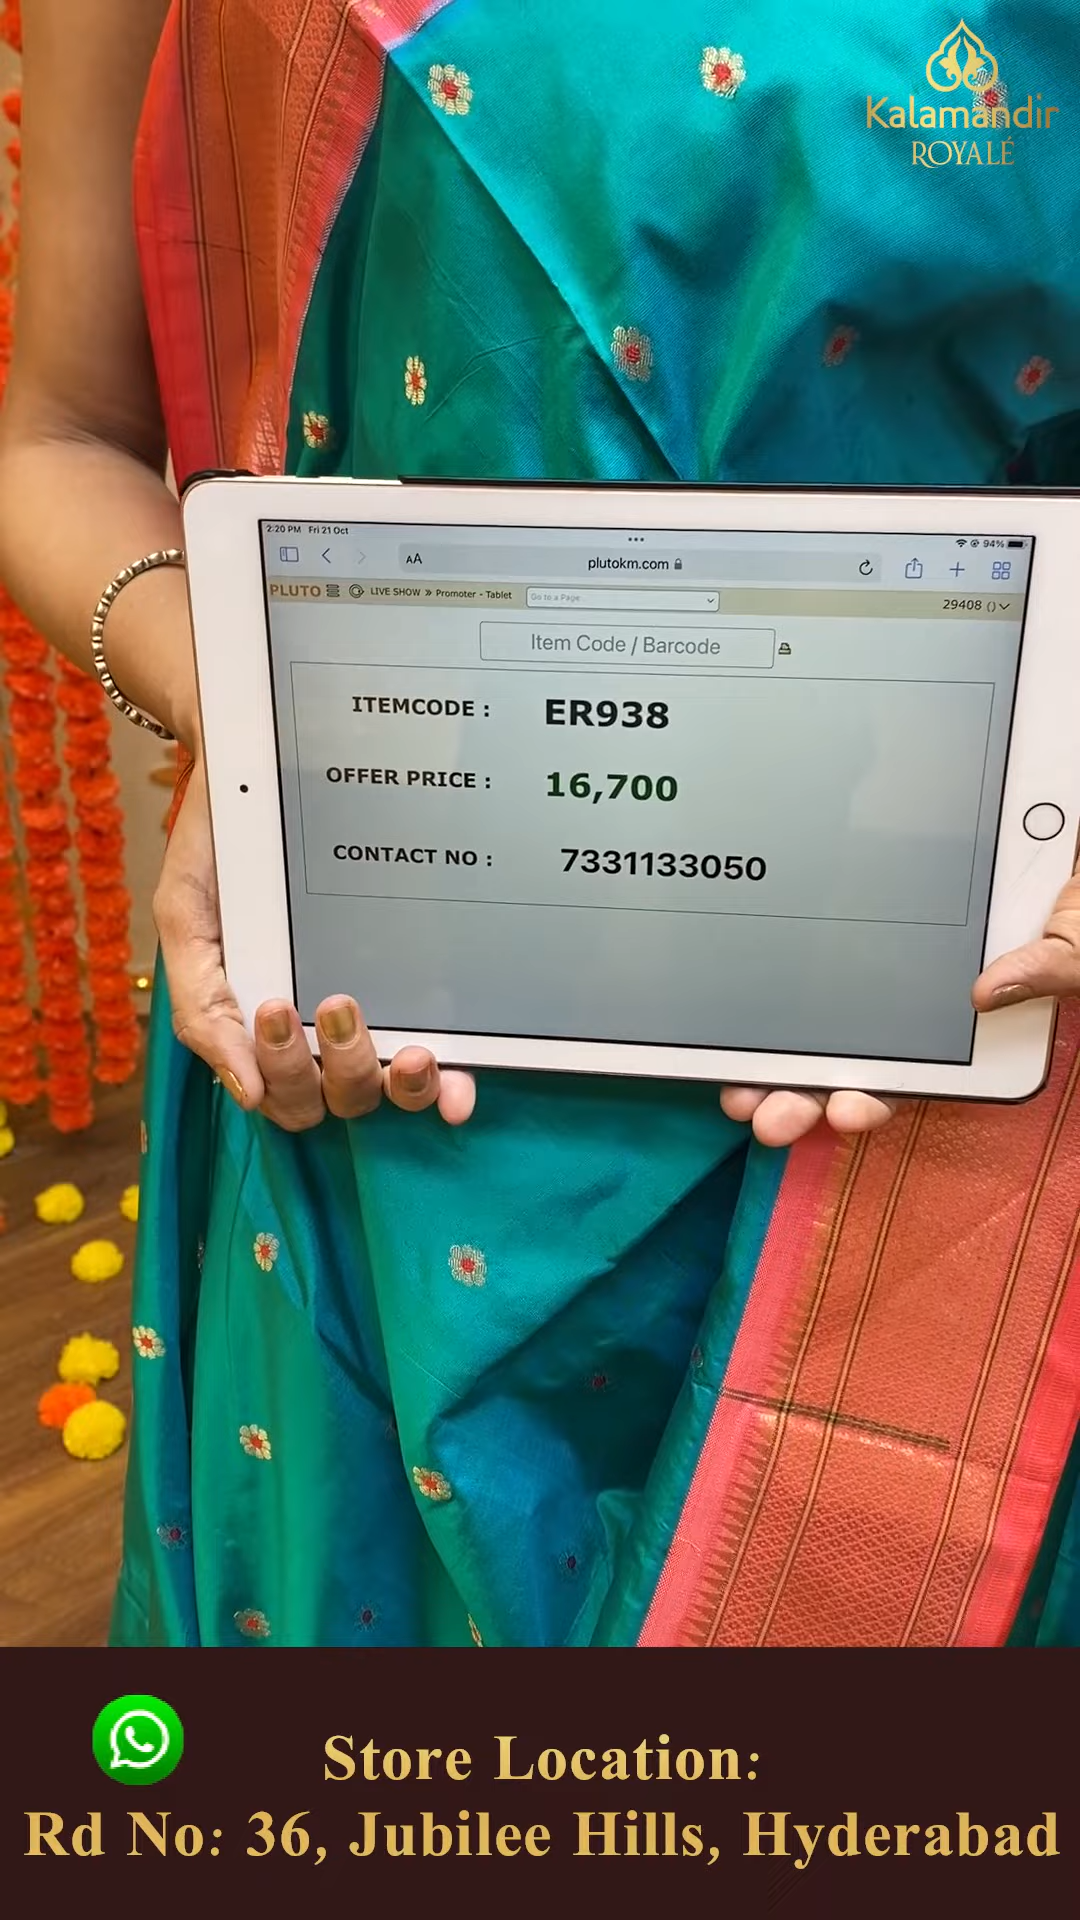 Kalamandir
ROYALÉ
2:20 PM Fri 21 Oct
94%
AA
plutokm.com
PLUTO
LIVE SHOW » Promoter - Tablet
Go to a Page
29408 ()
Item Code / Barcode
ITEMCODE : ER938
OFFER PRICE : 16,700
CONTACT NO : 7331133050
Store Location:
Rd No: 36, Jubilee Hills, Hyderabad